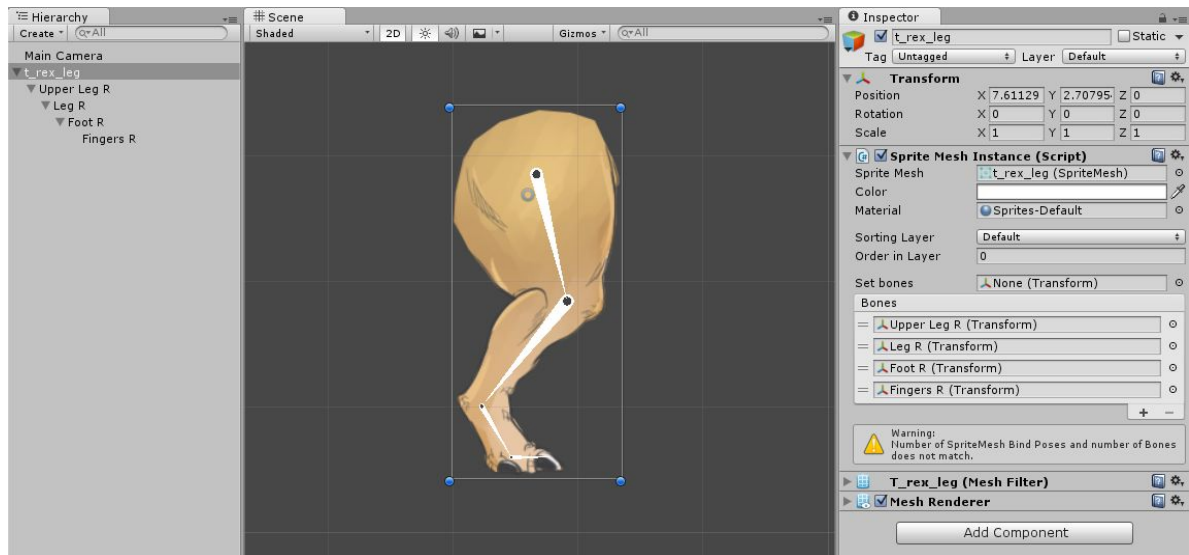 Hierarchy
Create All
Main Camera
t_rex_leg
Upper Leg R
Leg R
Foot R
Fingers R
Scene
Shaded 2D Gizmos All
Inspector
t_rex_leg Static
Tag Untagged Layer Default
Transform
Position X 7.61129 Y 2.70795 Z 0
Rotation X 0 Y 0 Z 0
Scale X 1 Y 1 Z 1
Sprite Mesh Instance (Script)
Sprite Mesh t_rex_leg (SpriteMesh)
Color
Material Sprites-Default
Sorting Layer Default
Order in Layer 0
Set bones None (Transform)
Bones
Upper Leg R (Transform)
Leg R (Transform)
Foot R (Transform)
Fingers R (Transform)
+ −
Warning:
Number of SpriteMesh Bind Poses and number of Bones
does not match.
T_rex_leg (Mesh Filter)
Mesh Renderer
Add Component